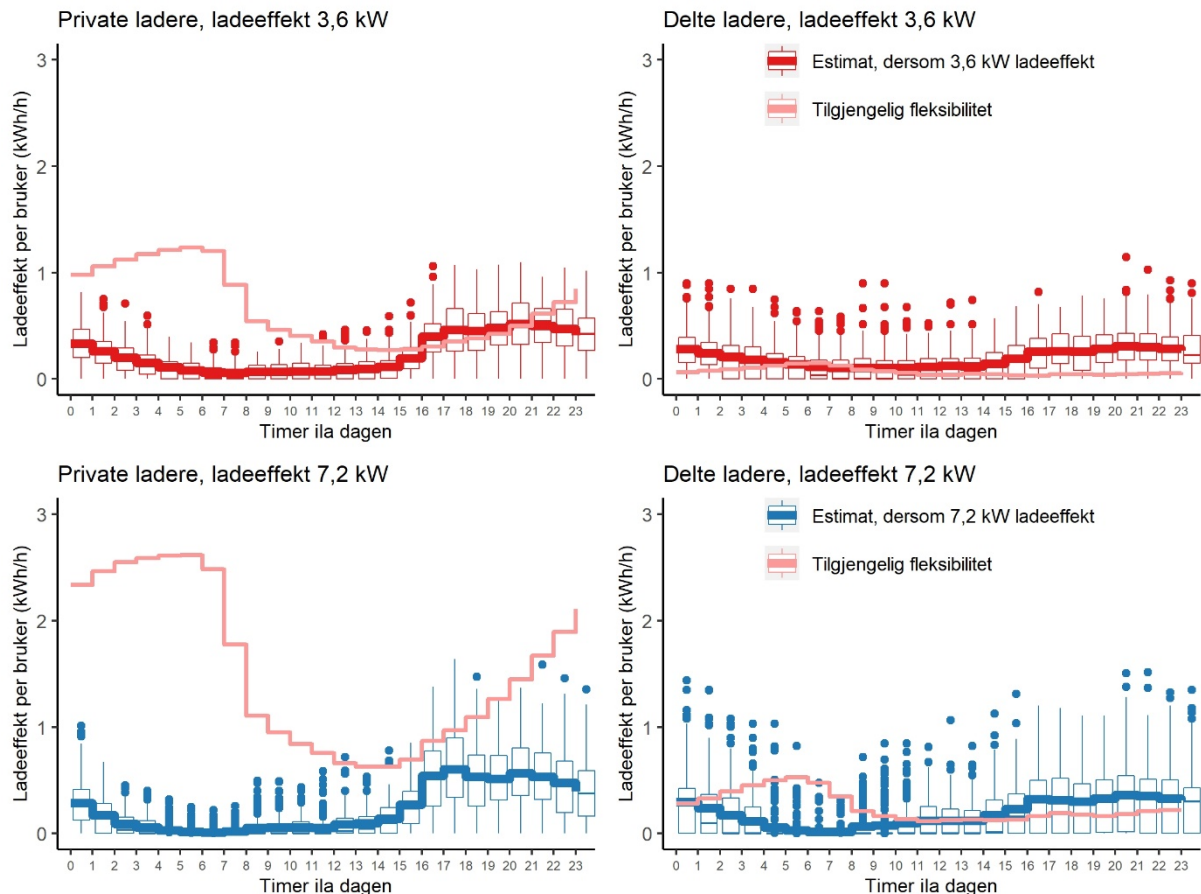 Private ladere, ladeeffekt 3,6 kW
Ladeeffekt per bruker (kWh/h)
3
2
1
0
0 1 2 3 4 5 6 7 8 9 10 11 12 13 14 15 16 17 18 19 20 21 22 23
Timer ila dagen
Delte ladere, ladeeffekt 3,6 kW
Estimat, dersom 3,6 kW ladeeffekt
Tilgjengelig fleksibilitet
Ladeeffekt per bruker (kWh/h)
3
2
1
0
0 1 2 3 4 5 6 7 8 9 10 11 12 13 14 15 16 17 18 19 20 21 22 23
Timer ila dagen
Private ladere, ladeeffekt 7,2 kW
Ladeeffekt per bruker (kWh/h)
3
2
1
0
0 1 2 3 4 5 6 7 8 9 10 11 12 13 14 15 16 17 18 19 20 21 22 23
Timer ila dagen
Delte ladere, ladeeffekt 7,2 kW
Estimat, dersom 7,2 kW ladeeffekt
Tilgjengelig fleksibilitet
Ladeeffekt per bruker (kWh/h)
3
2
1
0
0 1 2 3 4 5 6 7 8 9 10 11 12 13 14 15 16 17 18 19 20 21 22 23
Timer ila dagen